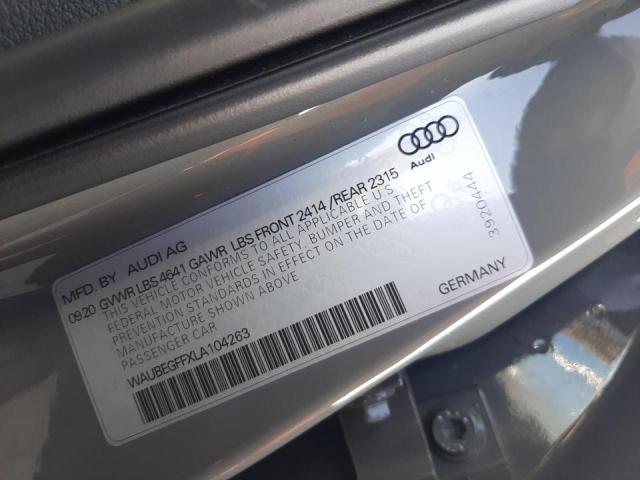 Audi
MFD. BY AUDI AG
09 20 GVWR LBS 4641 GAWR LBS FRONT 2414 /REAR 2315
THIS VEHICLE CONFORMS TO ALL APPLICABLE U S
FEDERAL MOTOR VEHICLE SAFETY, BUMPER AND THEFT
PREVENTION STANDARDS IN EFFECT ON THE DATE OF
MANUFACTURE SHOWN ABOVE
PASSENGER CAR
WAUBEGFFXLA104263
392044A
GERMANY